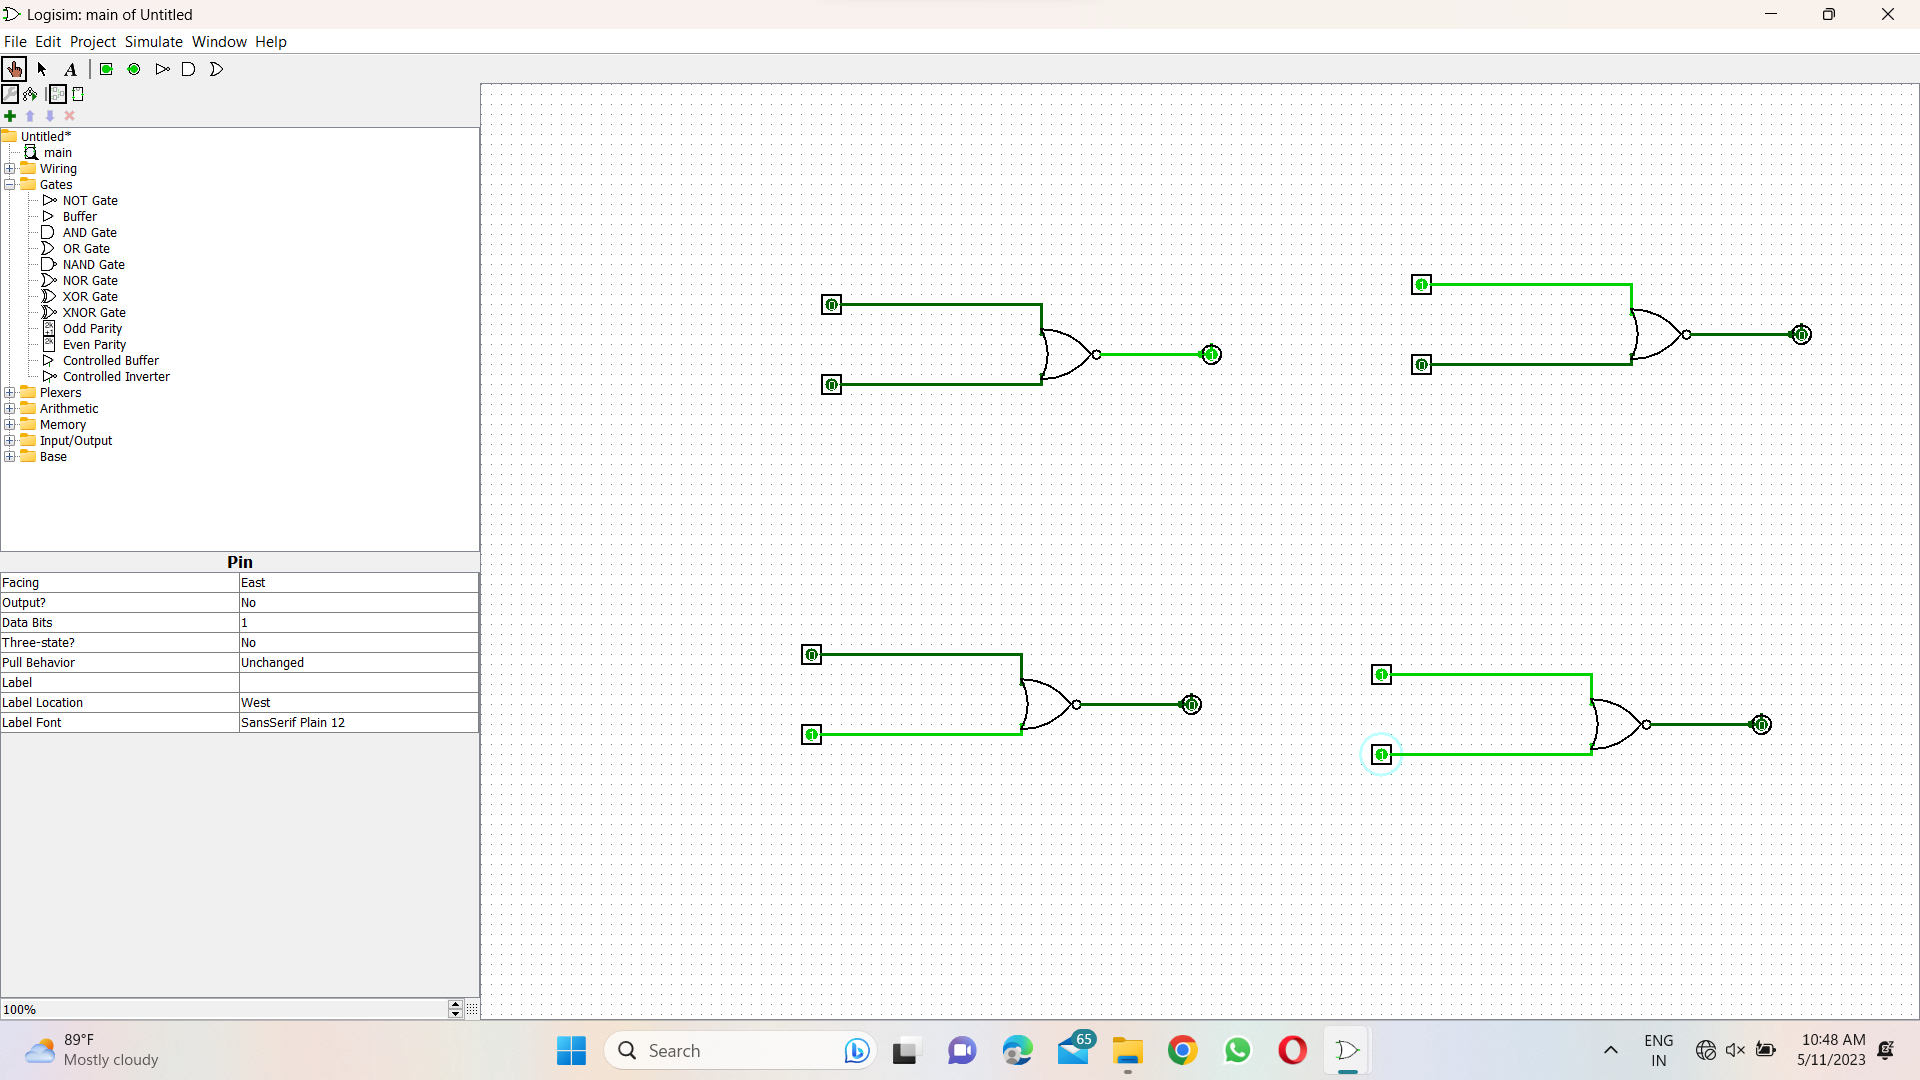 Logisim: main of Untitled
File Edit Project Simulate Window Help
A
Untitled*
main
Wiring
Gates
NOT Gate
Buffer
AND Gate
OR Gate
NAND Gate
NOR Gate
XOR Gate
XNOR Gate
Odd Parity
Even Parity
Controlled Buffer
Controlled Inverter
Plexers
Arithmetic
Memory
Input/Output
Base
Pin
Facing East
Output? No
Data Bits 1
Three-state? No
Pull Behavior Unchanged
Label
Label Location West
Label Font SansSerif Plain 12
100%
1
0
0
0
1
0
0
0
1
1
0
1
89°F
Mostly cloudy
Search
65
ENG
IN
10:48 AM
5/11/2023